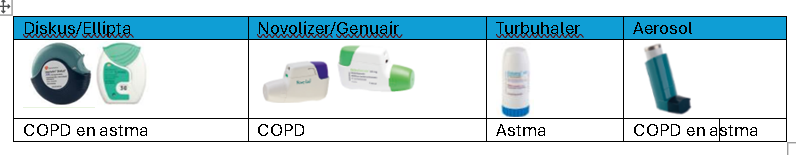 Diskus/Ellipta
Novolizer/Genuair
Turbuhaler
Aerosol
COPD en astma
COPD
Astma
COPD en astma